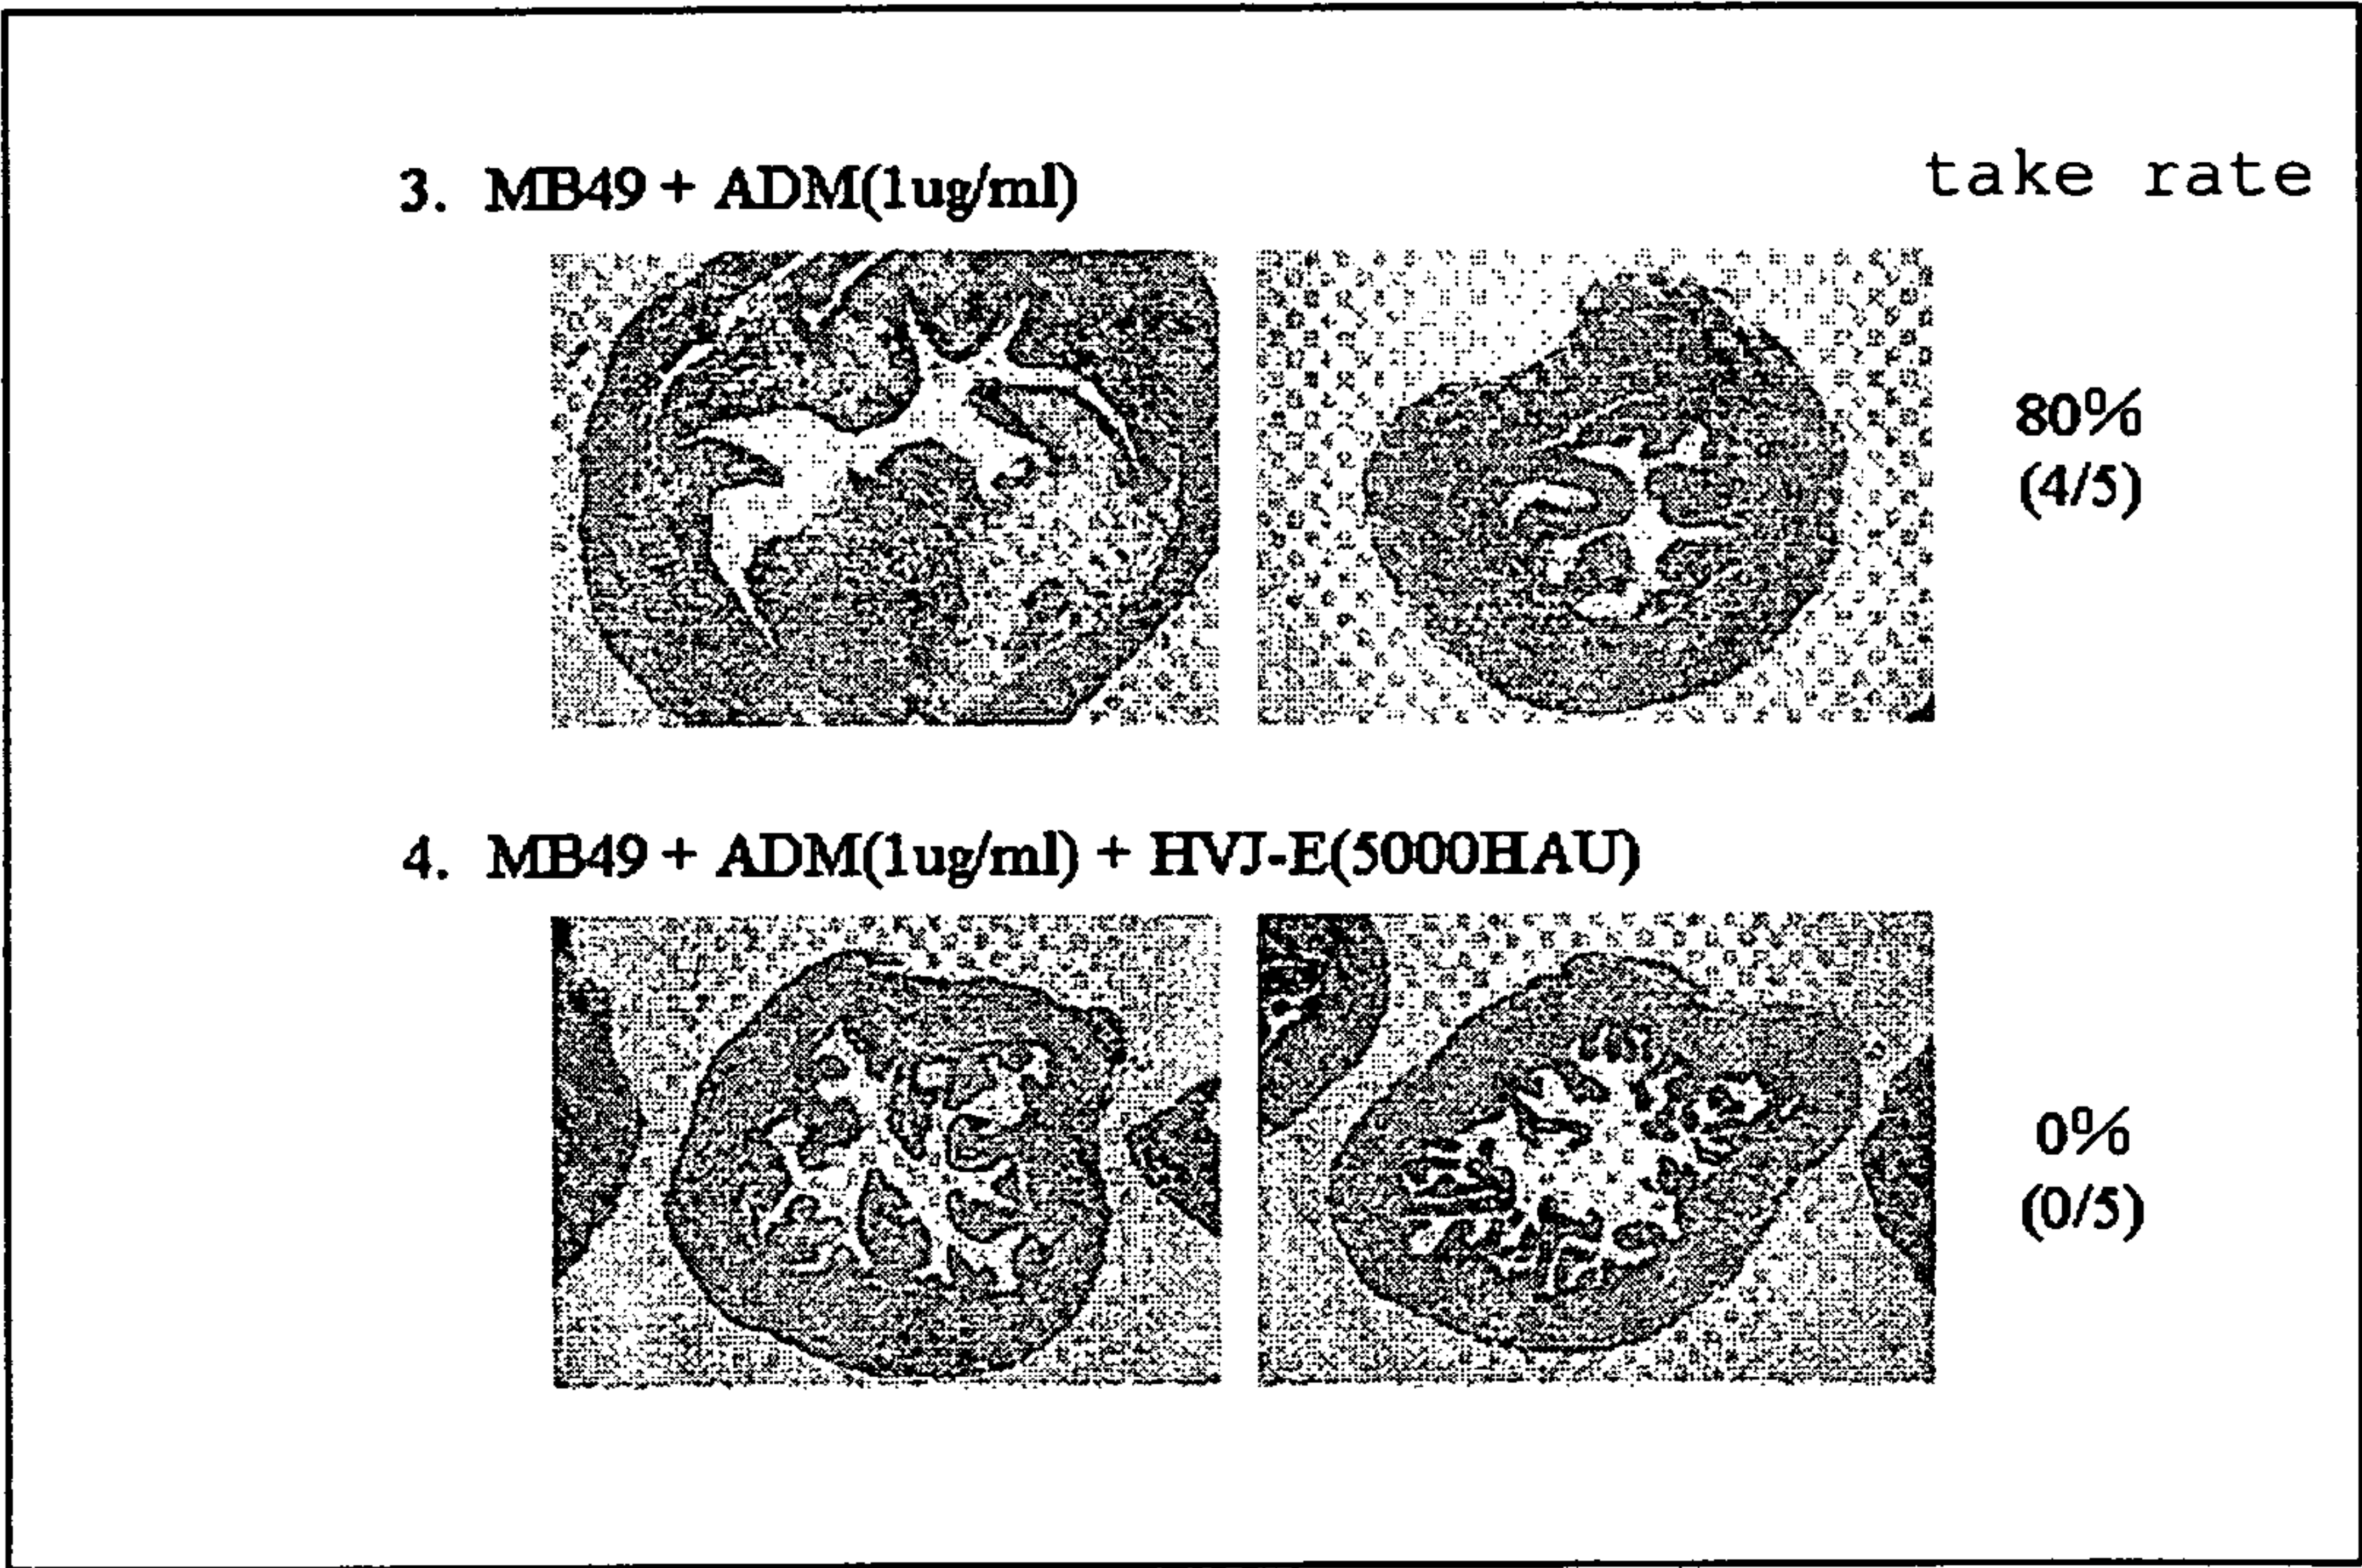 take rate
3. MB49 + ADM(1ug/ml)
80%
(4/5)
4. MB49 + ADM(1ug/ml) + HVJ-E(5000HAU)
0%
(0/5)